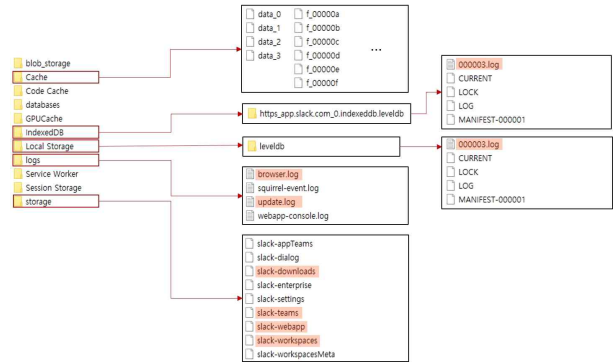 blob_storage
Cache
Code Cache
databases
GPUCache
IndexedDB
Local Storage
logs
Service Worker
Session Storage
storage
data_0 f_00000a
data_1 f_00000b
data_2 f_00000c
data_3 f_00000d
f_00000e
f_00000f
...
https_app.slack.com_0.indexeddb.leveldb
leveldb
browser.log
squirrel-event.log
update.log
webapp-console.log
slack-appTeams
slack-dialog
slack-downloads
slack-enterprise
slack-settings
slack-teams
slack-webapp
slack-workspaces
slack-workspacesMeta
000003.log
CURRENT
LOCK
LOG
MANIFEST-000001
000003.log
CURRENT
LOCK
LOG
MANIFEST-000001